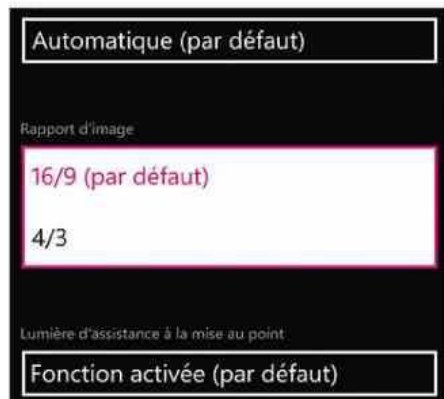 Automatique (par défaut)
Rapport d'image
16/9 (par défaut)
4/3
Lumière d'assistance à la mise au point
Fonction activée (par défaut)